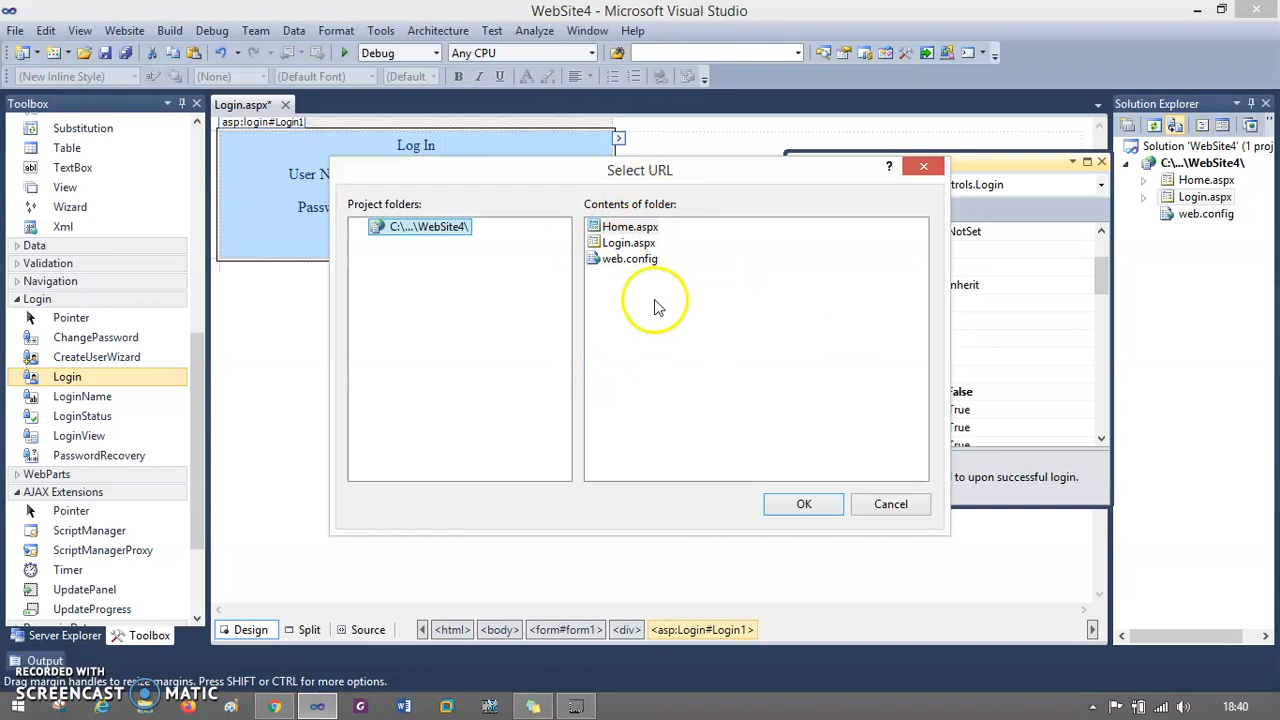 WebSite4 - Microsoft Visual Studio
File Edit View Website Build Debug Team Data Format Table Tools Architecture Test Analyze Window Help
Debug Any CPU
(New Inline Style) (None) (Default Font) (Default B I U A
Toolbox
Substitution
Table
TextBox
View
Wizard
Xml
Data
Validation
Navigation
Login
Pointer
ChangePassword
CreateUserWizard
Login
LoginName
LoginStatus
LoginView
PasswordRecovery
WebParts
AJAX Extensions
Pointer
ScriptManager
ScriptManagerProxy
Timer
UpdatePanel
UpdateProgress
Server Explorer Toolbox
Login.aspx*
asp:login#Login1
Log In
User N
Passw
Select URL
?
Project folders:
C:\...\WebSite4\
Contents of folder:
Home.aspx
Login.aspx
web.config
OK Cancel
trols.Login
NotSet
Inherit
False
True
True
True
to upon successful login.
Design Split Source <html> <body> <form#form1> <div> <asp:Login#Login1>
Solution Explorer
Solution 'WebSite4' (1 proj
C:\...\WebSite4\
Home.aspx
Login.aspx
web.config
Output
Drag margin handles to resize margins. Press SHIFT or CTRL for more options.
RECORDED WITH
SCREENCAST MATIC
18:40